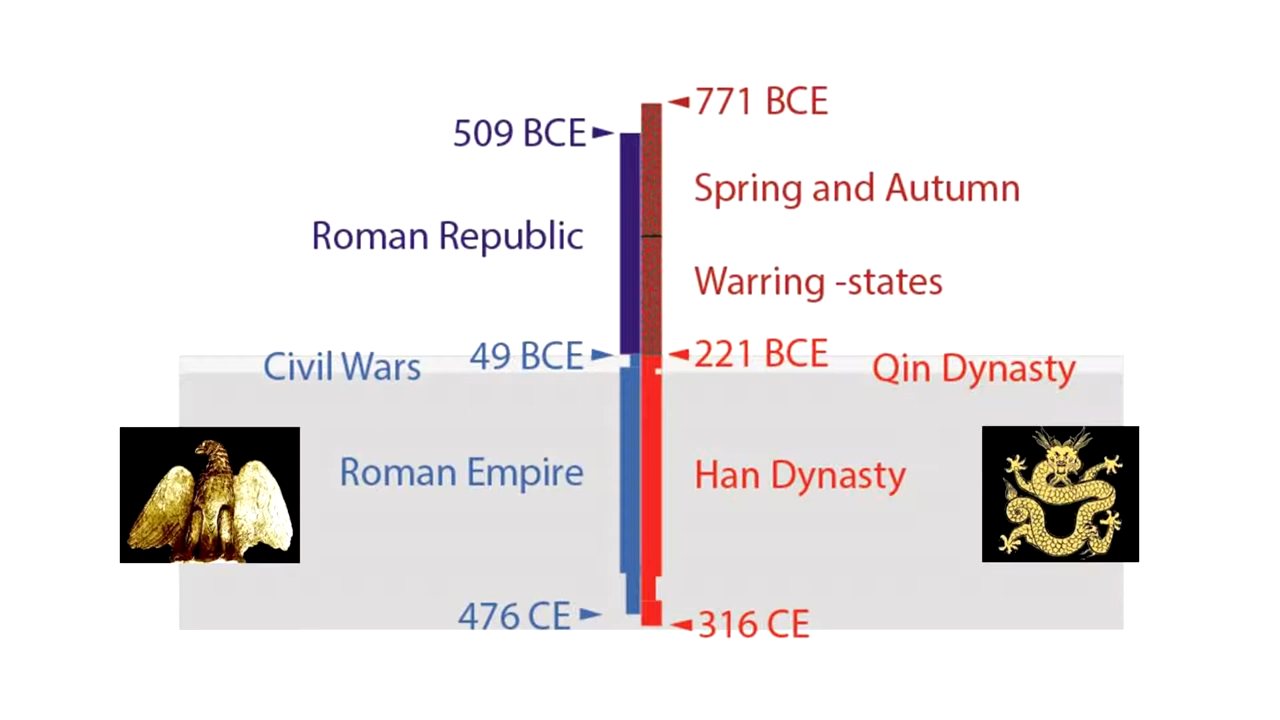 771 BCE
509 BCE
Spring and Autumn
Roman Republic
Warring -states
Civil Wars
49 BCE
221 BCE
Qin Dynasty
Roman Empire
Han Dynasty
476 CE
316 CE